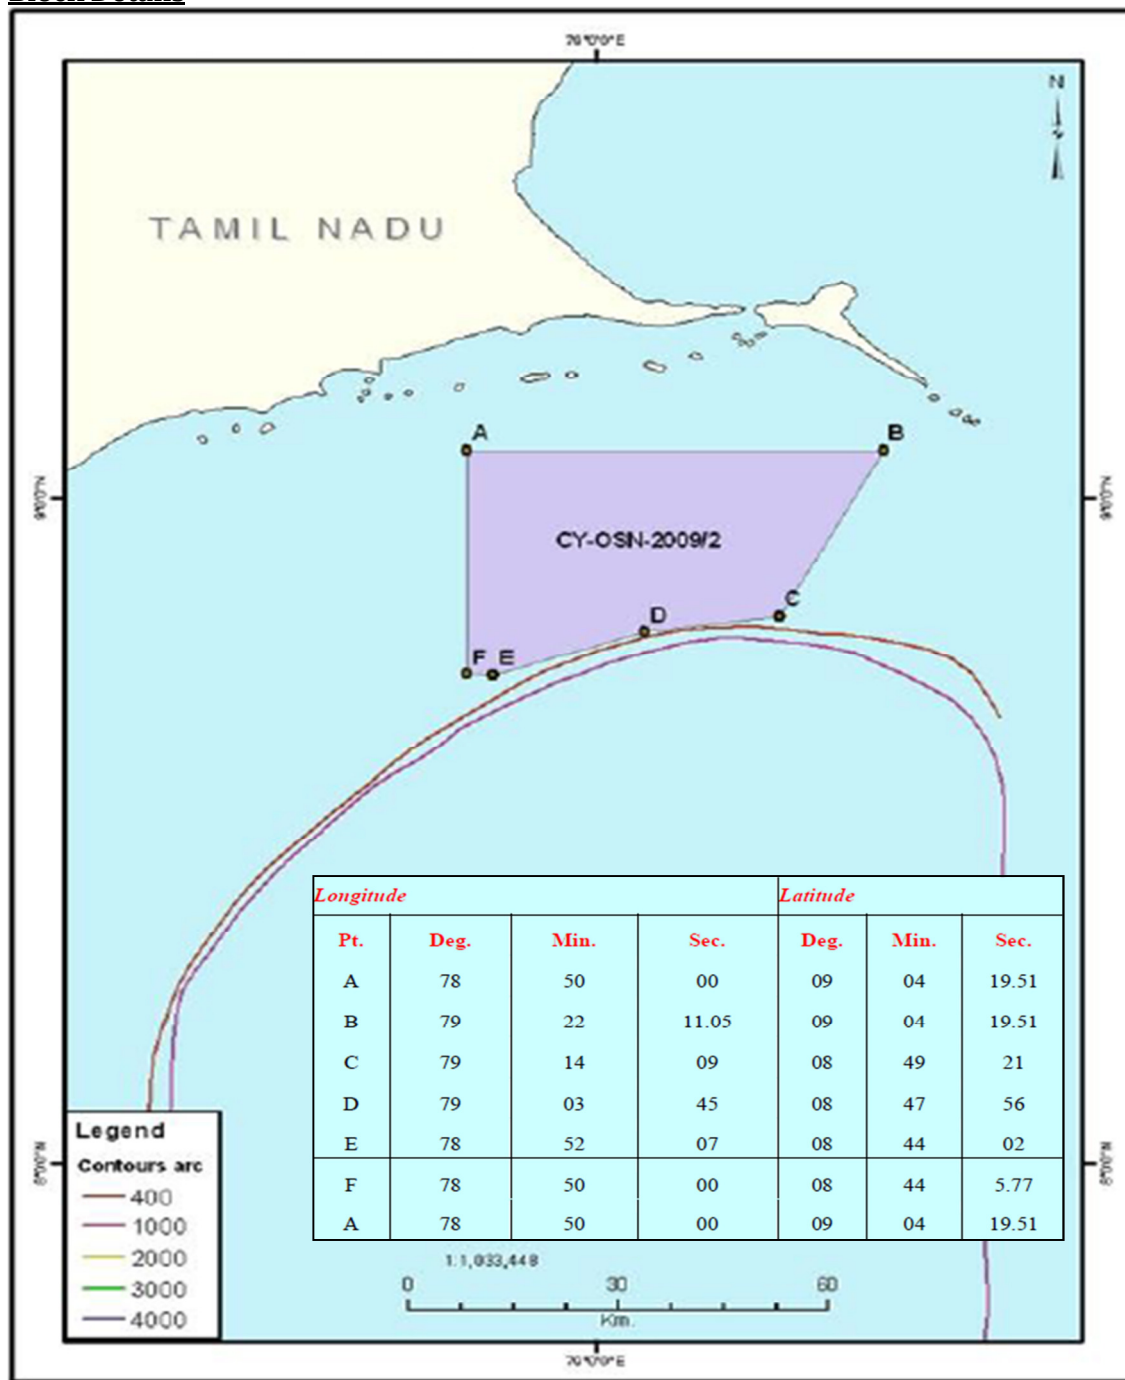 79°0'0"E
N
TAMIL NADU
A
B
9°0'0"N
9°0'0"N
CY-OSN-2009/2
C
D
F E
Longitude Latitude
Pt. Deg. Min. Sec. Deg. Min. Sec.
A 78 50 00 09 04 19.51
B 79 22 11.05 09 04 19.51
C 79 14 09 08 49 21
D 79 03 45 08 47 56
E 78 52 07 08 44 02
F 78 50 00 08 44 5.77
A 78 50 00 09 04 19.51
Legend
Contours arc
400
1000
2000
3000
4000
8°0'0"N
8°0'0"N
1:1,033,448
0 30 60
Km.
79°0'0"E